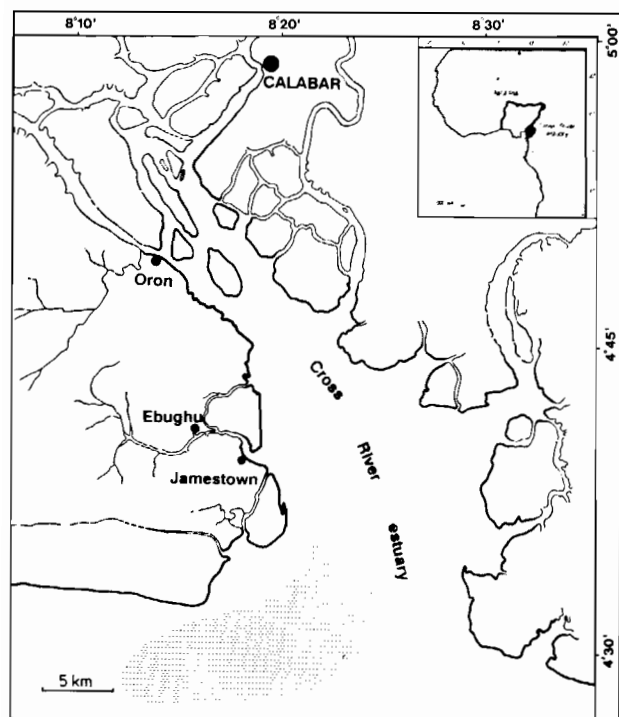 8°10'
8°20'
8°30'
5°00'
CALABAR
Oron
4°45'
Cross
River
estuary
Ebughu
Jamestown
4°30'
5 km